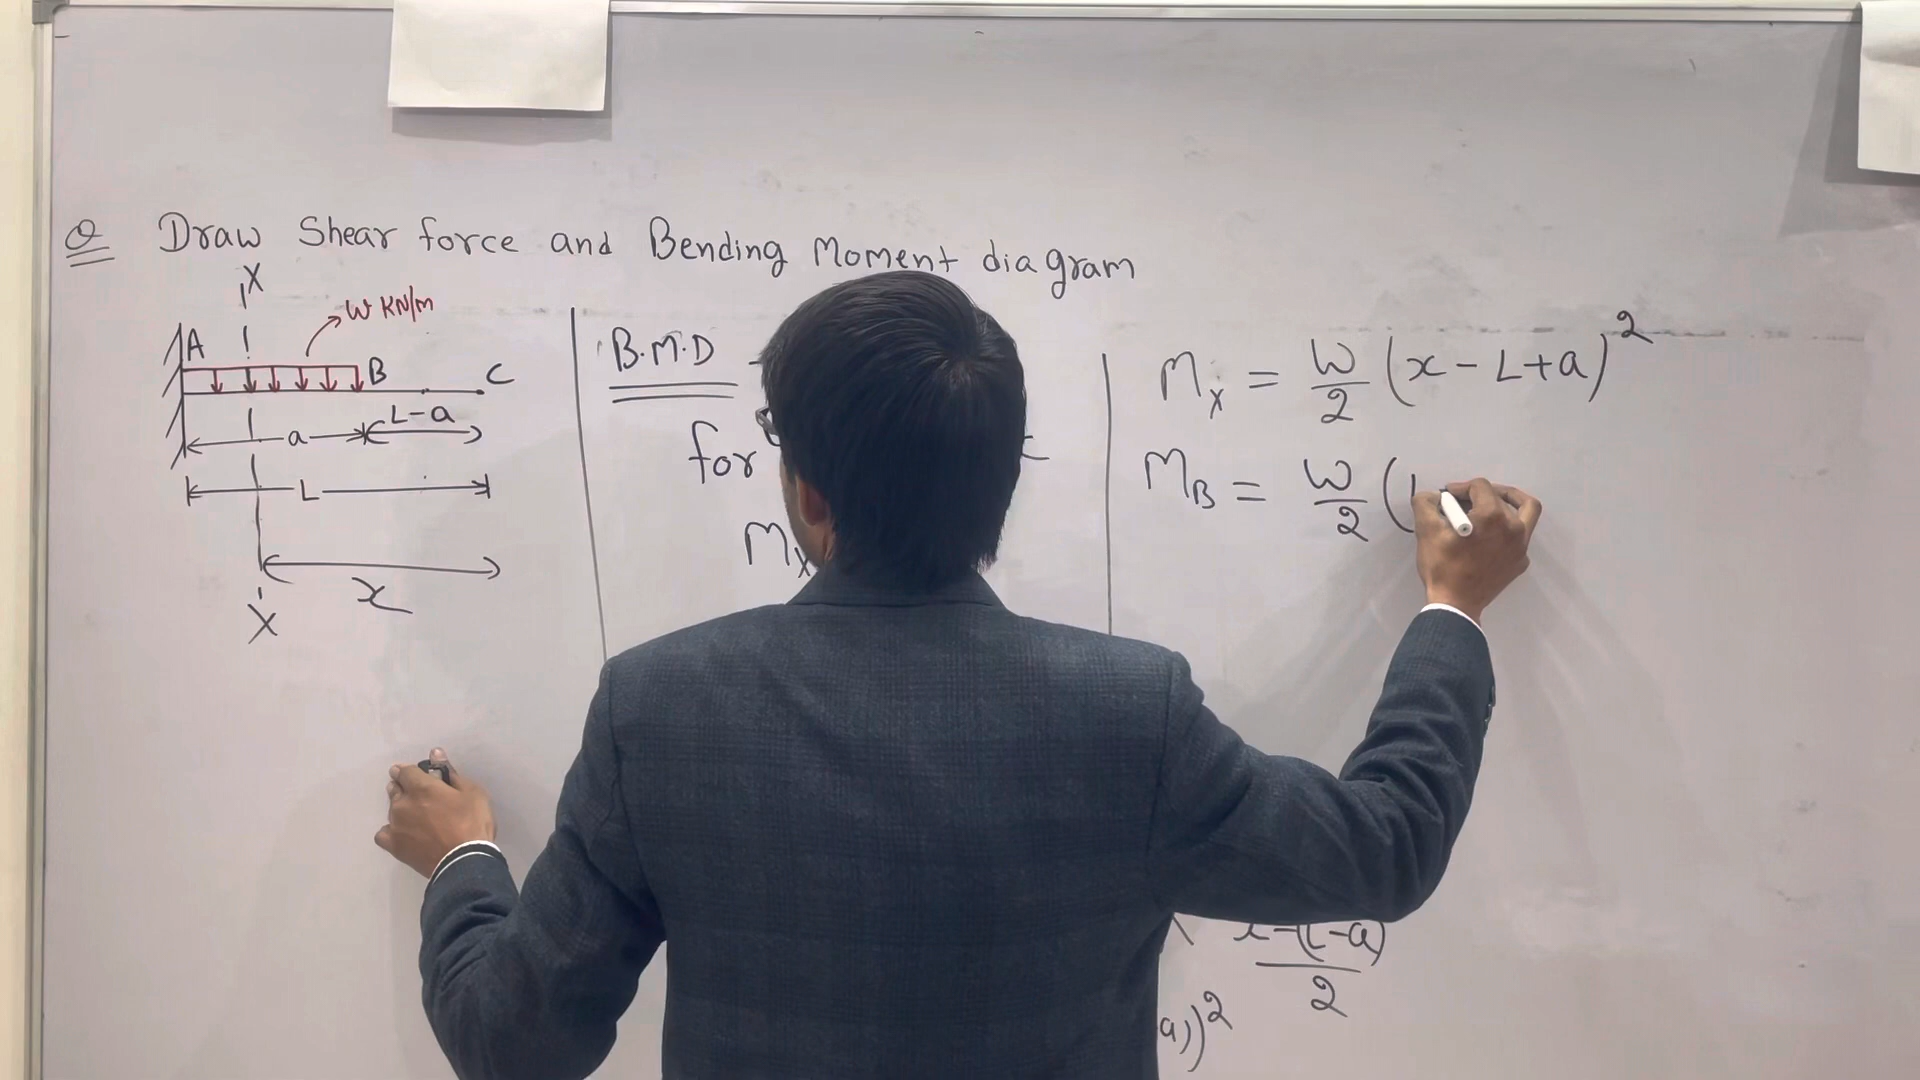 Q Draw Shear force and Bending Moment diagram
X
w KN/m
A
B
C
a
L-a
L
x
X
B.M.D -
for
Mx
Mx = W/2 (x-L+a)²
MB = W/2 (L
x-(L-a)/2
a))²